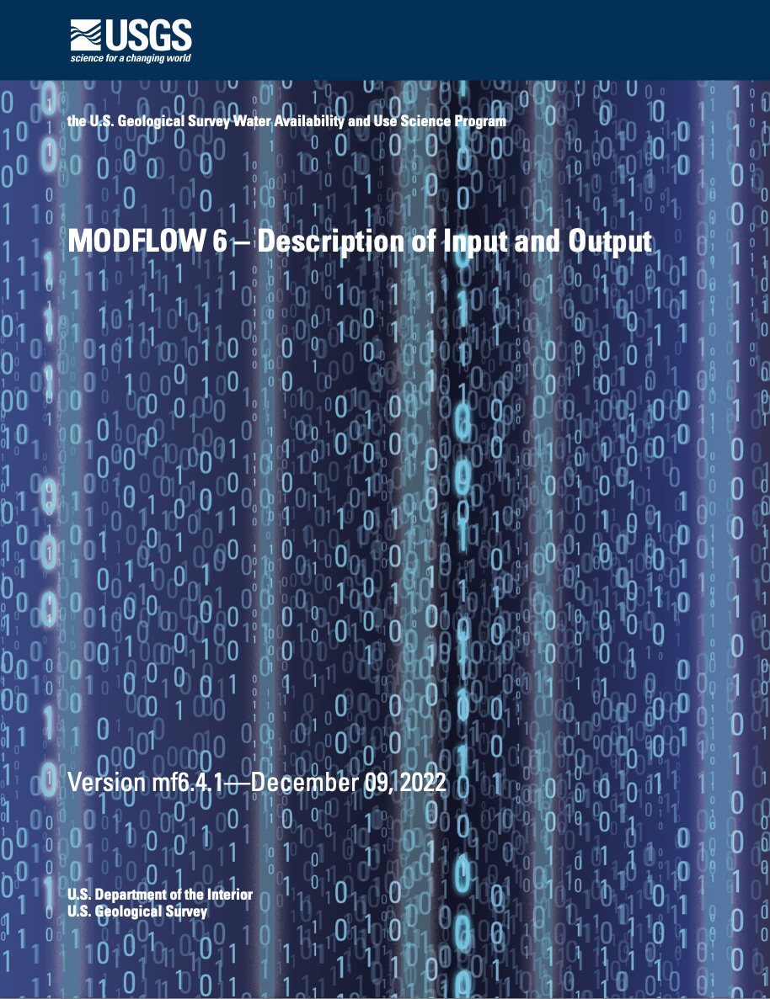 USGS
science for a changing world
the U.S. Geological Survey Water Availability and Use Science Program
MODFLOW 6 – Description of Input and Output
Version mf6.4.1—December 09, 2022
U.S. Department of the Interior
U.S. Geological Survey